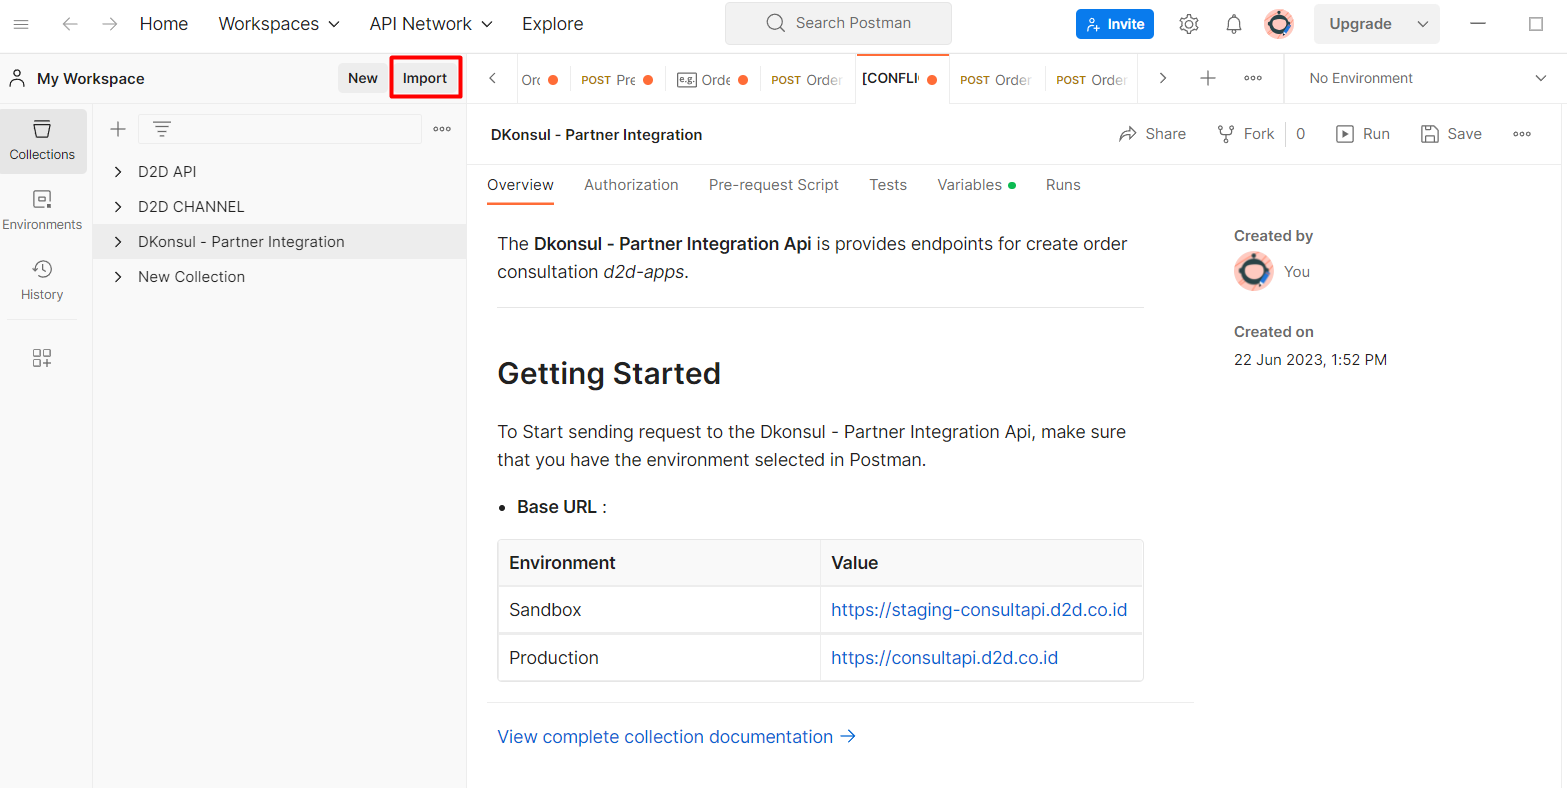 Home Workspaces API Network Explore Search Postman Invite Upgrade
My Workspace New Import Orc POST Pre e.g. Orde POST Order [CONFLI POST Order POST Order No Environment
Collections
Environments
History
D2D API
D2D CHANNEL
DKonsul - Partner Integration
New Collection
DKonsul - Partner Integration Share Fork 0 Run Save
Overview Authorization Pre-request Script Tests Variables Runs
The Dkonsul - Partner Integration Api is provides endpoints for create order
consultation d2d-apps.
Getting Started
To Start sending request to the Dkonsul - Partner Integration Api, make sure
that you have the environment selected in Postman.
• Base URL :
Environment Value
Sandbox https://staging-consultapi.d2d.co.id
Production https://consultapi.d2d.co.id
View complete collection documentation →
Created by
You
Created on
22 Jun 2023, 1:52 PM